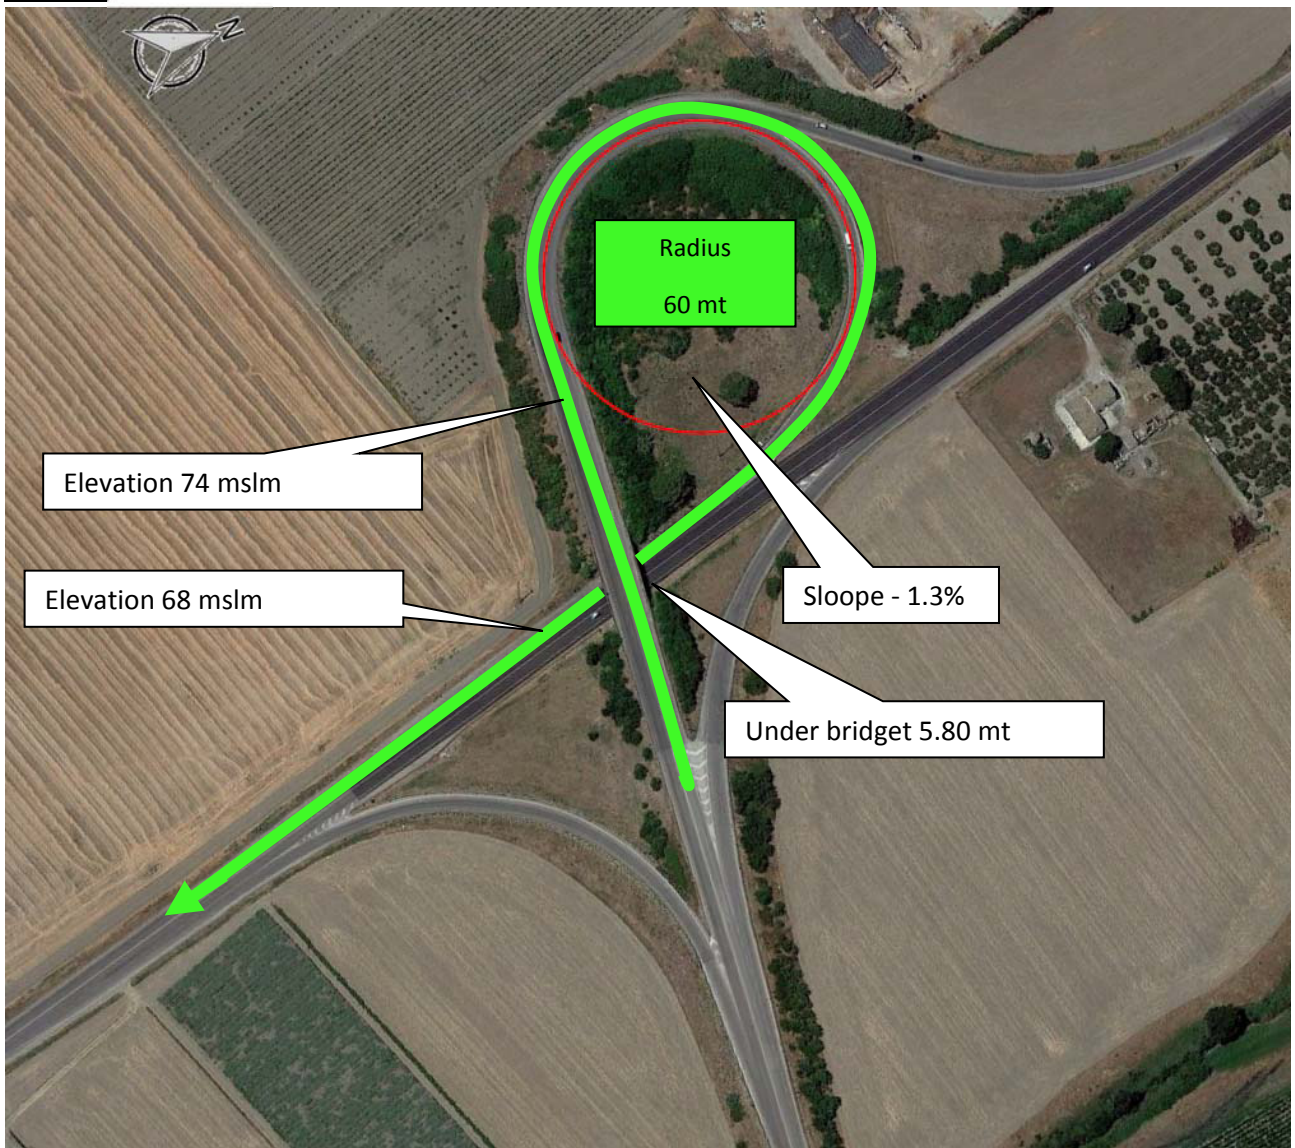 N
Radius
60 mt
Elevation 74 mslm
Elevation 68 mslm
Sloope - 1.3%
Under bridget 5.80 mt